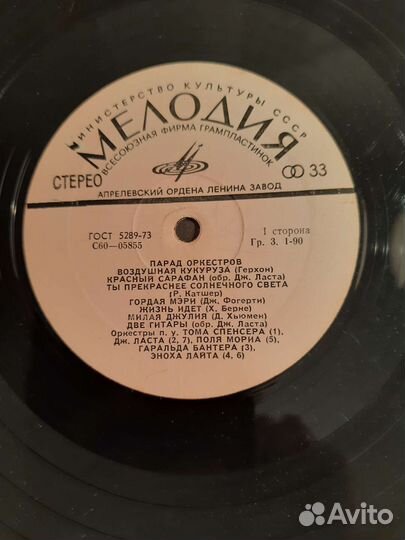 МИНИСТЕРСТВО КУЛЬТУРЫ СССР
МЕЛОДИЯ
ВСЕСОЮЗНАЯ ФИРМА ГРАМПЛАСТИНОК
СТЕРЕО
33
АПРЕЛЕВСКИЙ ОРДЕНА ЛЕНИНА ЗАВОД
ГОСТ 5289-73
1 сторона
С60—05855
Гр. 3. 1-90
ПАРАД ОРКЕСТРОВ
ВОЗДУШНАЯ КУКУРУЗА (Герхон)
КРАСНЫЙ САРАФАН (обр. Дж. Ласта)
ТЫ ПРЕКРАСНЕЕ СОЛНЕЧНОГО СВЕТА
(Р. Катшер)
ГОРДАЯ МЭРИ (Дж. Фогерти)
ЖИЗНЬ ИДЕТ (Х. Берне)
МИЛАЯ ДЖУЛИЯ (Д. Хьюмен)
ДВЕ ГИТАРЫ (обр. Дж. Ласта)
Оркестры п. у. ТОМА СПЕНСЕРА (1),
Дж. ЛАСТА (2, 7), ПОЛЯ МОРИА (5),
ГАРАЛЬДА БАНТЕРА (3),
ЭНОХА ЛАЙТА (4, 6)
Avito